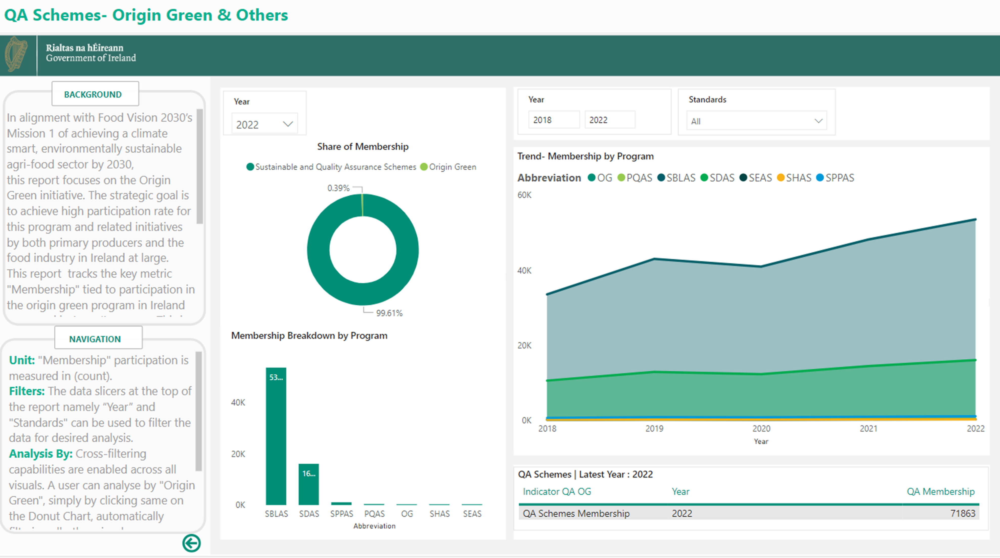 QA Schemes- Origin Green & Others
Rialtas na hÉireann
Government of Ireland
BACKGROUND
In alignment with Food Vision 2030’s
Mission 1 of achieving a climate
smart, environmentally sustainable
agri-food sector by 2030,
this report focuses on the Origin
Green initiative. The strategic goal is
to achieve high participation rate for
this program and related initiatives
by both primary producers and the
food industry in Ireland at large.
This report  tracks the key metric
"Membership" tied to participation in
the origin green program in Ireland
NAVIGATION
Unit: "Membership" participation is
measured in (count).
Filters: The data slicers at the top of
the report namely “Year” and
"Standards" can be used to filter the
data for desired analysis.
Analysis By: Cross-filtering
capabilities are enabled across all
visuals. A user can analyse by "Origin
Green", simply by clicking same on
the Donut Chart, automatically
Year
2022
Share of Membership
Sustainable and Quality Assurance Schemes Origin Green
0.39%
99.61%
Membership Breakdown by Program
53...
16...
40K
20K
0K
SBLAS SDAS SPPAS PQAS OG SHAS SEAS
Abbreviation
Year
2018 2022
Standards
All
Trend- Membership by Program
Abbreviation OG PQAS SBLAS SDAS SEAS SHAS SPPAS
60K
40K
20K
0K
2018 2019 2020 2021 2022
Year
QA Schemes | Latest Year : 2022
Indicator QA OG Year QA Membership
QA Schemes Membership 2022 71863